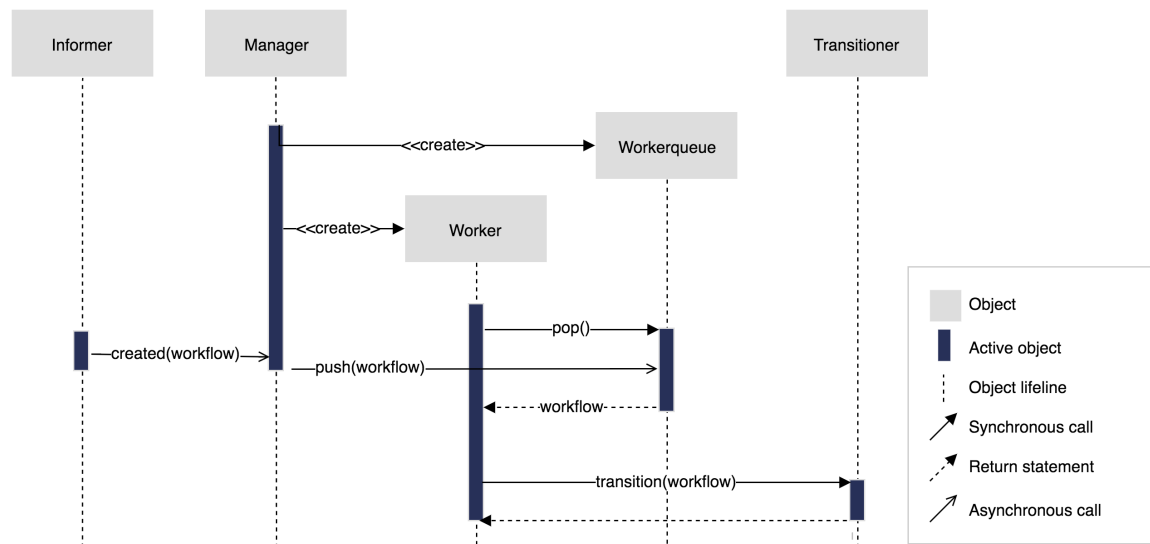 Informer
Manager
Transitioner
<<create>>
Workerqueue
<<create>>
Worker
pop()
created(workflow)
push(workflow)
workflow
transition(workflow)
Object
Active object
Object lifeline
Synchronous call
Return statement
Asynchronous call